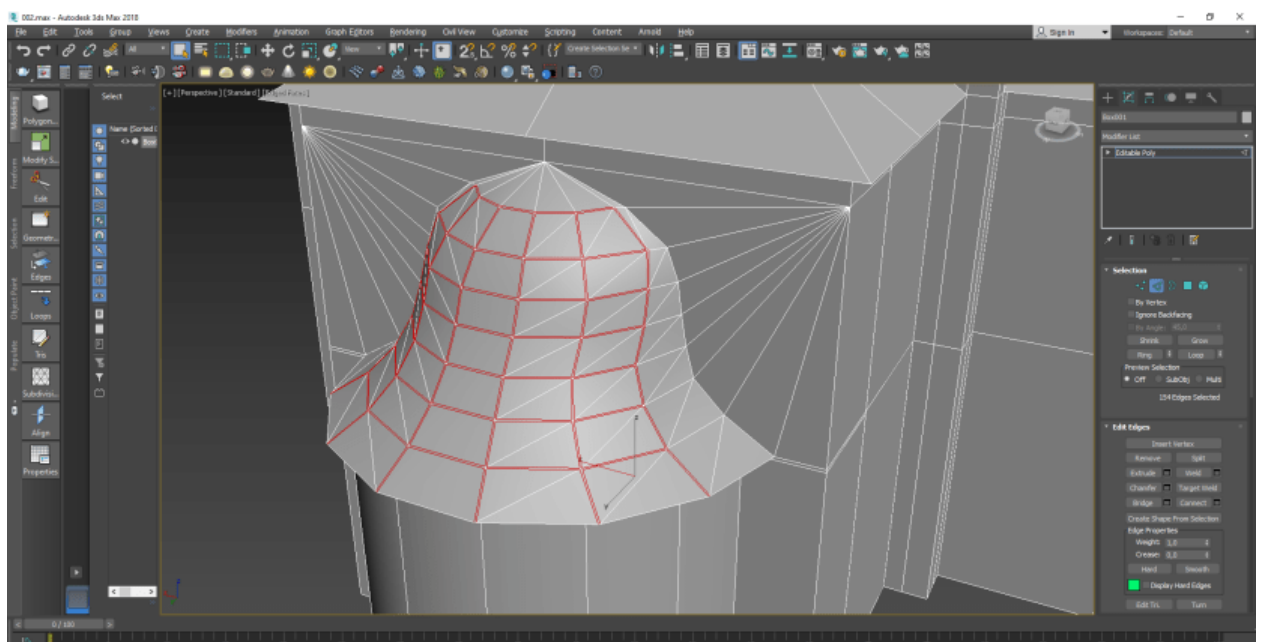 002.max - Autodesk 3ds Max 2018
File Edit Tools Group Views Create Modifiers Animation Graph Editors Rendering Civil View Customize Scripting Content Arnold Help
Sign In
Workspaces: Default
All
View
Create Selection Se
Modeling
Freeform
Selection
Object Paint
Populate
Polygon...
Modify S...
Edit
Geometr...
Edges
Loops
Tris
Subdivisi...
Align
Properties
Select
Name (Sorted
[+] [Perspective] [Standard] [Edged Faces]
Box001
Modifier List
Editable Poly
Selection
By Vertex
Ignore Backfacing
By Angle: 45,0
Shrink Grow
Ring Loop
Preview Selection
Off SubObj Multi
154 Edges Selected
Edit Edges
Insert Vertex
Remove Split
Extrude Weld
Chamfer Target Weld
Bridge Connect
Create Shape From Selection
Edge Properties
Weight: 1,0
Crease: 0,0
Hard Smooth
Display Hard Edges
Edit Tri. Turn
0 / 100